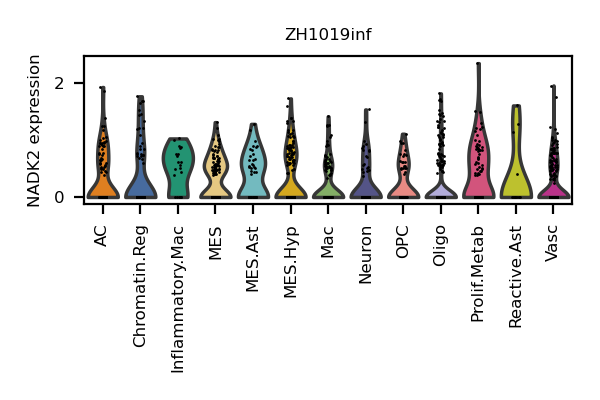 ZH1019inf
NADK2 expression
2
0
AC
Chromatin.Reg
Inflammatory.Mac
MES
MES.Ast
MES.Hyp
Mac
Neuron
OPC
Oligo
Prolif.Metab
Reactive.Ast
Vasc